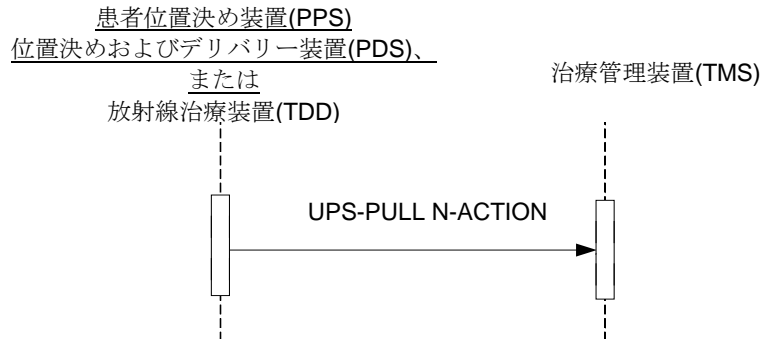 患者位置決め装置(PPS)
位置決めおよびデリバリー装置(PDS)、
または
放射線治療装置(TDD)
治療管理装置(TMS)
UPS-PULL N-ACTION